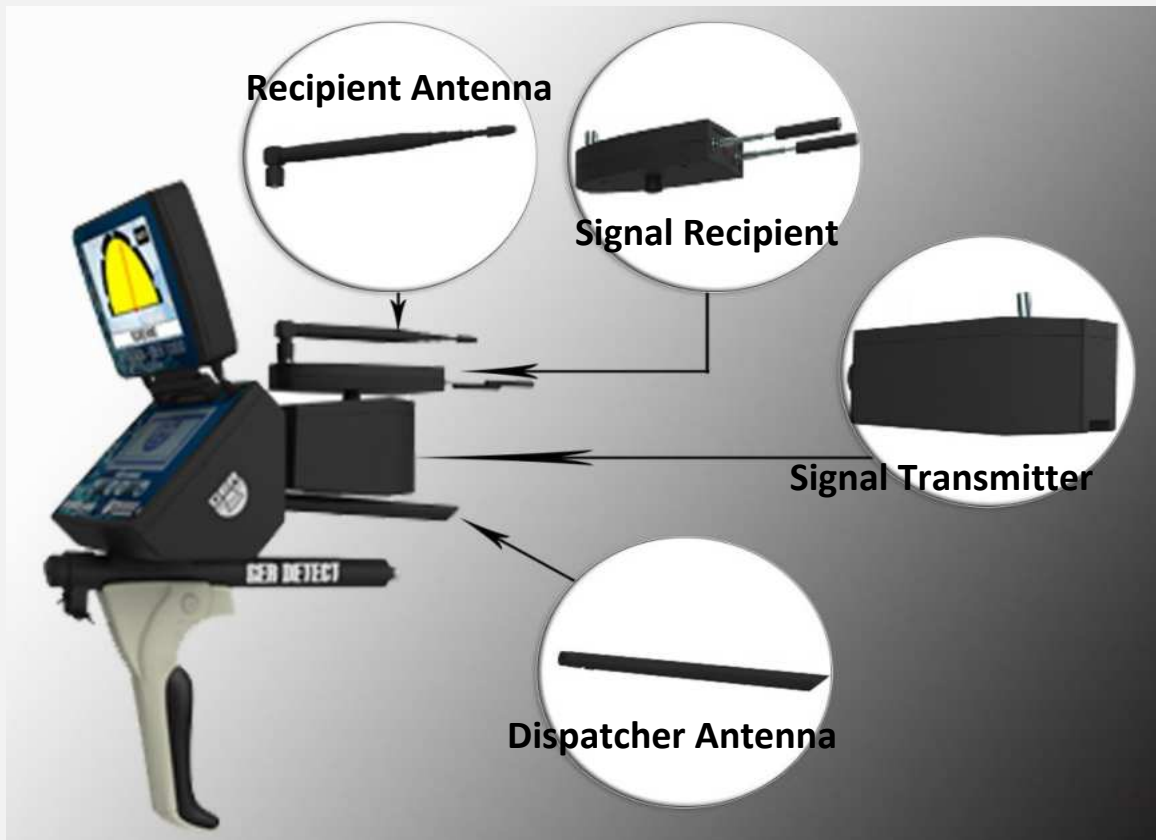 Recipient Antenna
Signal Recipient
Signal Transmitter
GER DETECT
Dispatcher Antenna